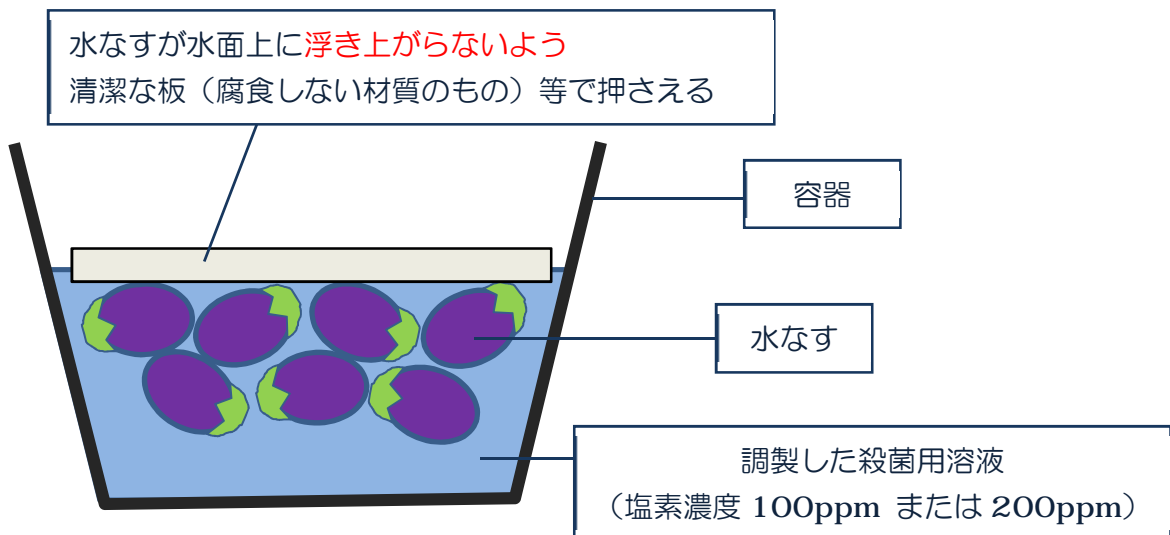 水なすが水面上に浮き上がらないよう
清潔な板（腐食しない材質のもの）等で押さえる
容器
水なす
調製した殺菌用溶液
（塩素濃度 100ppm または 200ppm）